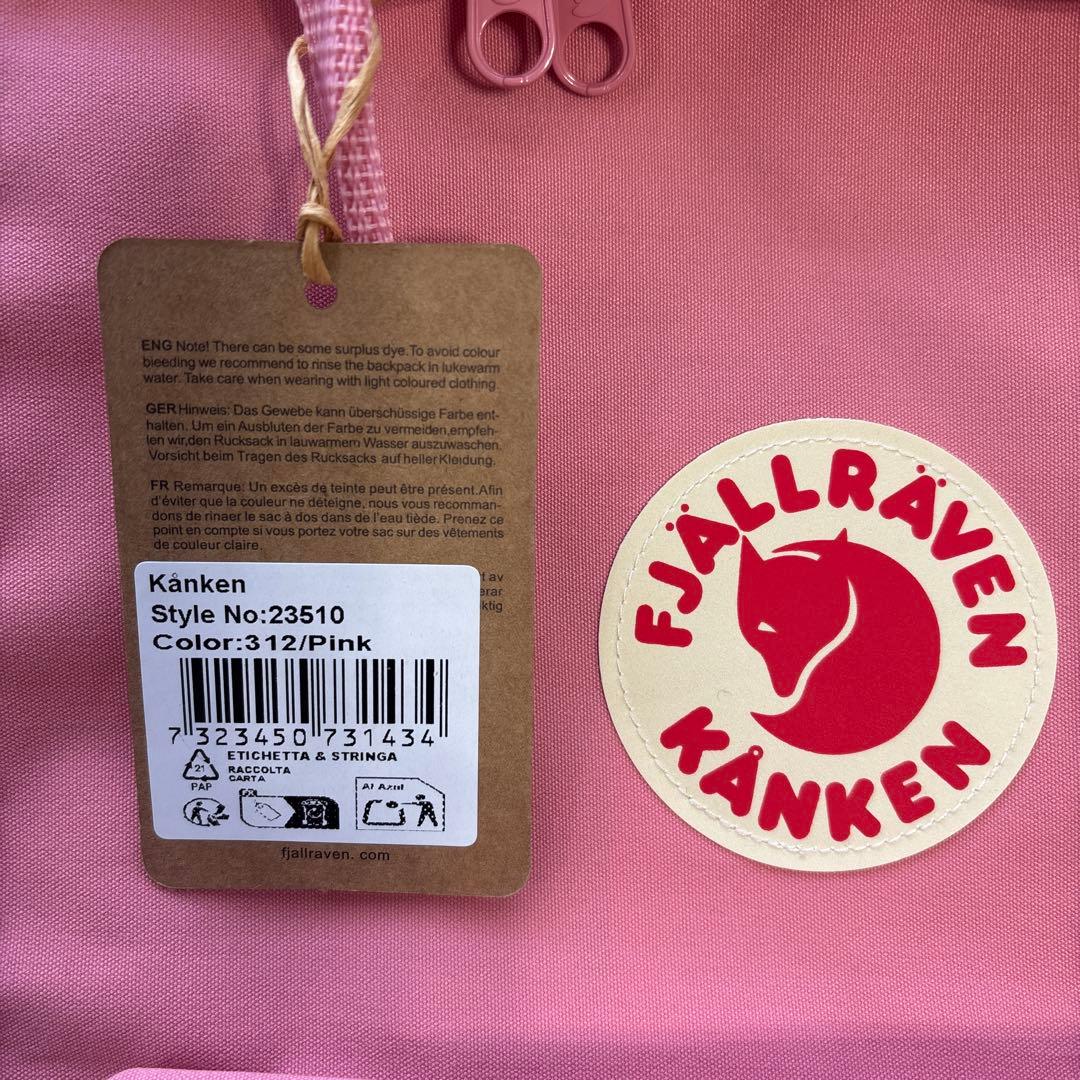 ENG Note! There can be some surplus dye.To avoid colour
bieeding we recommend to rinse the backpack in lukewarm
water. Take care when wearing with light coloured clothing
GER Hinweis: Das Gewebe kann überschüssige Farbe ent-
halten. Um ein Ausbluten der Farbe zu vermeiden,empfeh-
len wir,den Rucksack in lauwarmem Wasser auszuwaschen.
Vorsicht beim Tragen des Rucksacks auf heller Kleidung.
FR Remarque: Un excès de teinte peut être présent.Afin
d'éviter que la couleur ne déteigne, nous vous recomman-
dons de rinaer le sac à dos dans de l'eau tiède. Prenez ce
point en compte si vous portez votre sac sur des vêtements
de couleur claire.
av
Kånken
Style No:23510
Color:312/Pink
7 323450 731434
ETICHETTA & STRINGA
21
PAP
RACCOLTA
CARTA
FR
Al Azul
fjallraven. com
FJÄLLRÄVEN
KÅNKEN